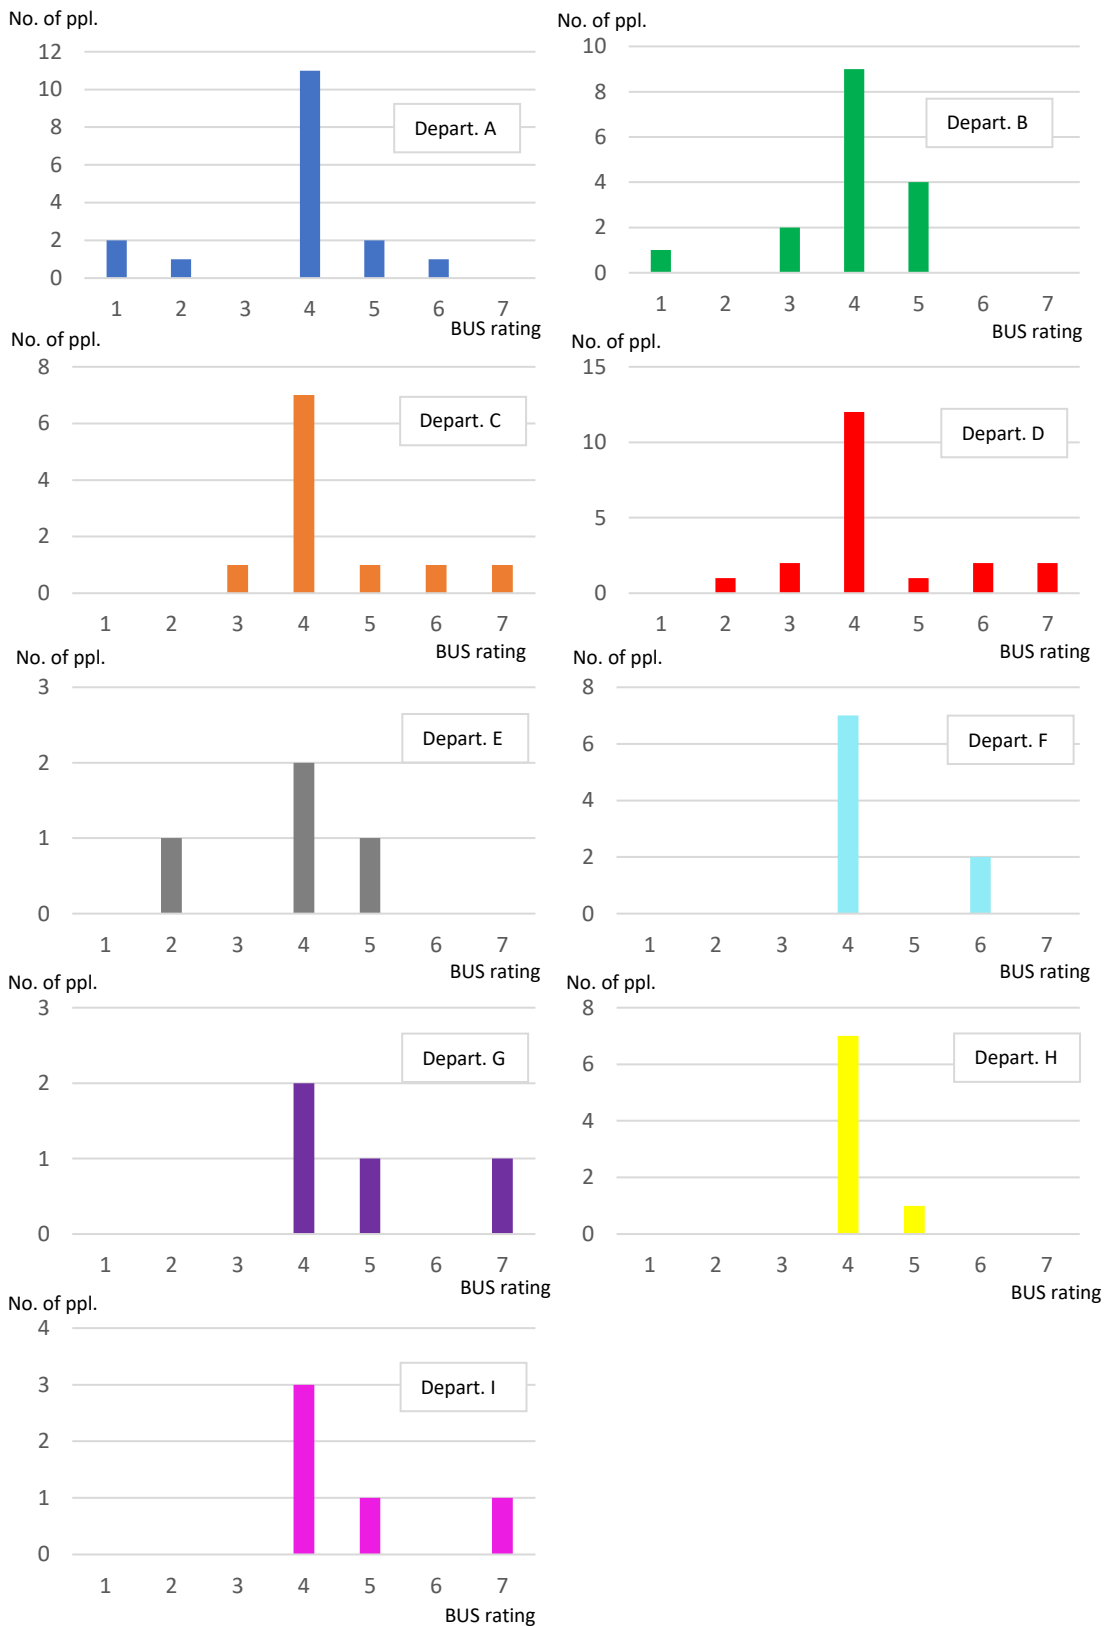 No. of ppl.
12
10
8
6
4
2
0
Depart. A
1 2 3 4 5 6 7
BUS rating
No. of ppl.
10
8
6
4
2
0
Depart. B
1 2 3 4 5 6 7
BUS rating
No. of ppl.
8
6
4
2
0
Depart. C
1 2 3 4 5 6 7
BUS rating
No. of ppl.
15
10
5
0
Depart. D
1 2 3 4 5 6 7
BUS rating
No. of ppl.
3
2
1
0
Depart. E
1 2 3 4 5 6 7
BUS rating
No. of ppl.
8
6
4
2
0
Depart. F
1 2 3 4 5 6 7
BUS rating
No. of ppl.
3
2
1
0
Depart. G
1 2 3 4 5 6 7
BUS rating
No. of ppl.
8
6
4
2
0
Depart. H
1 2 3 4 5 6 7
BUS rating
No. of ppl.
4
3
2
1
0
Depart. I
1 2 3 4 5 6 7
BUS rating